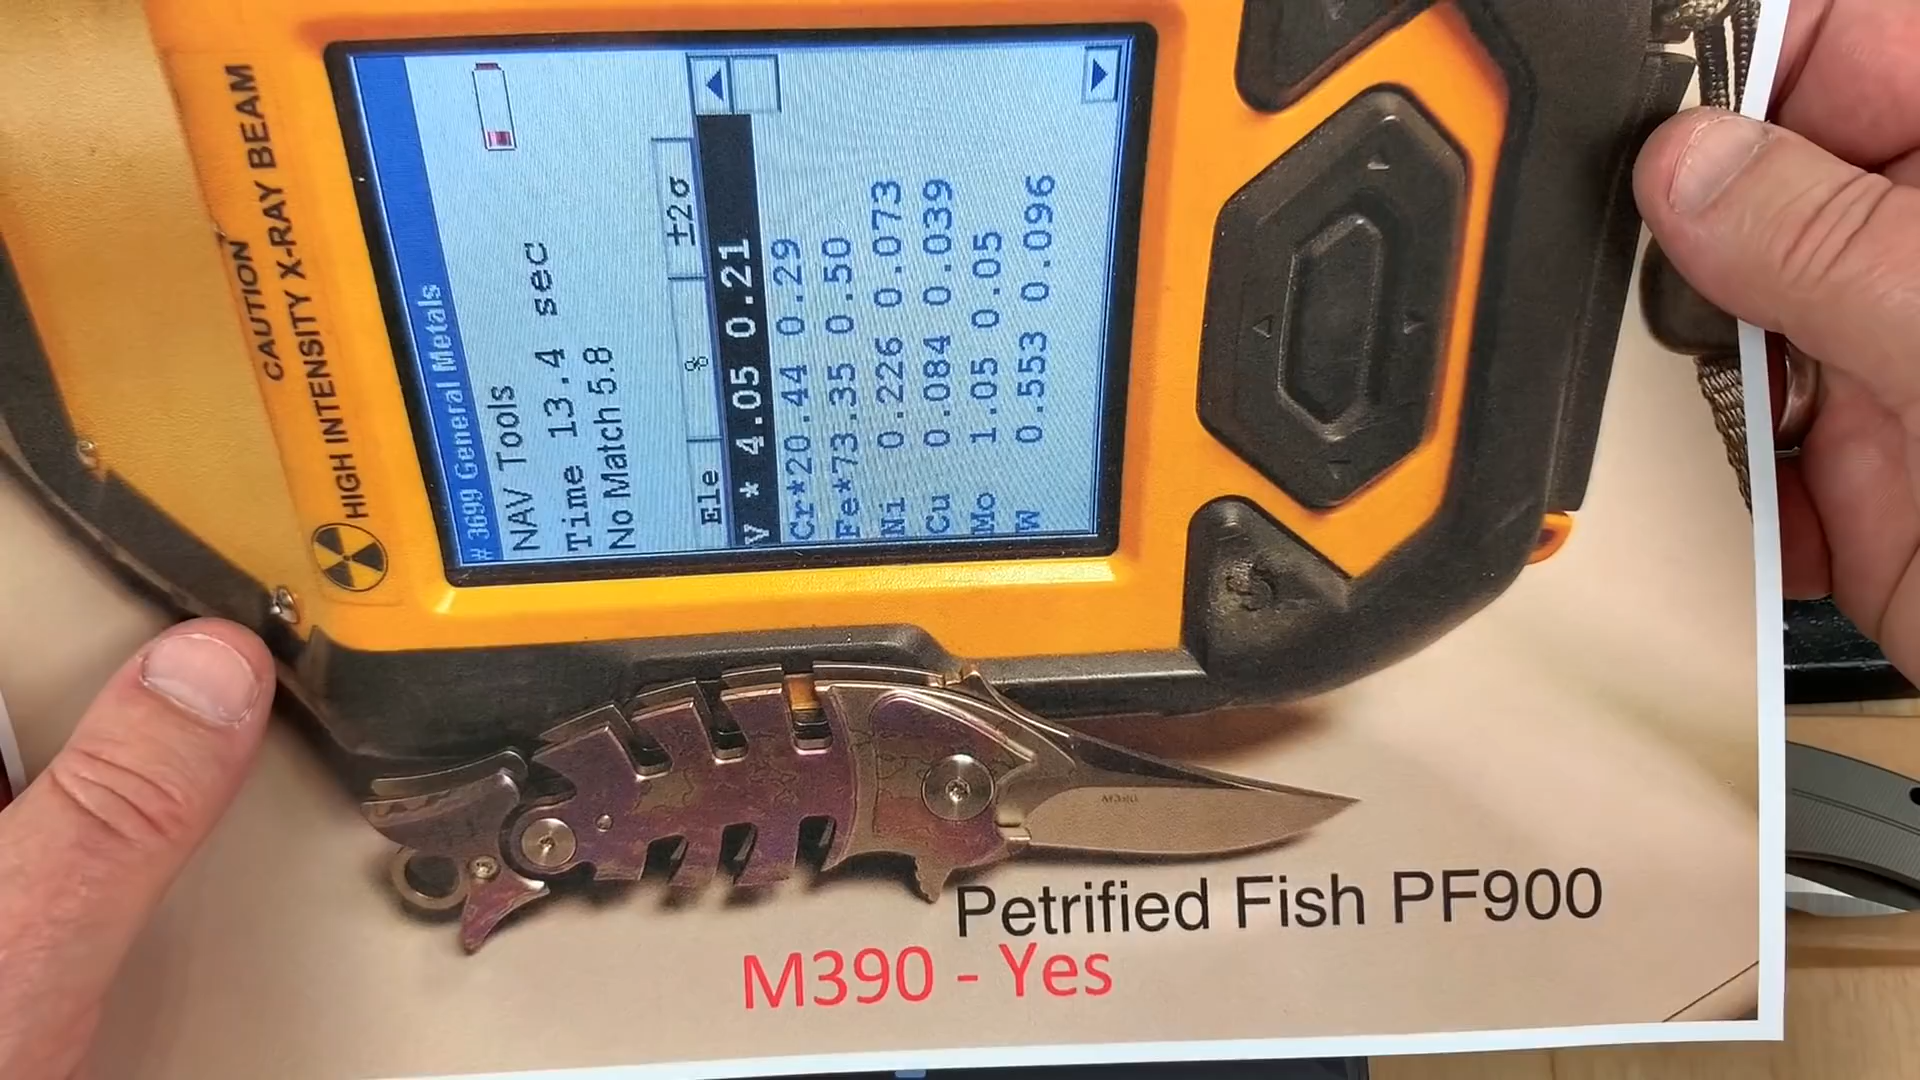 CAUTION
HIGH INTENSITY X-RAY BEAM
# 3699 General Metals
NAV Tools
Time 13.4 sec
No Match 5.8
Ele % ±2σ
V * 4.05 0.21
Cr*20.44 0.29
Fe*73.35 0.50
Ni 0.226 0.073
Cu 0.084 0.039
Mo 1.05 0.05
W 0.553 0.096
M390
Petrified Fish PF900
M390 - Yes